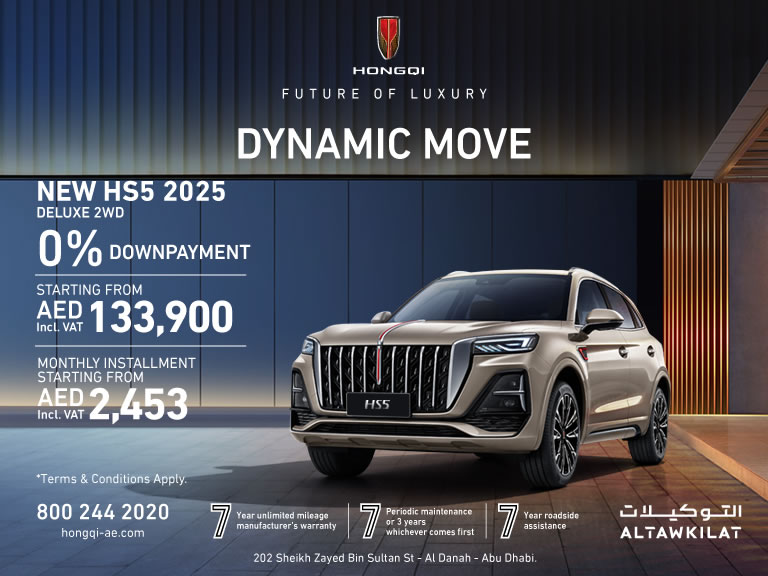 HONGQI
FUTURE OF LUXURY
DYNAMIC MOVE
NEW HS5 2025
DELUXE 2WD
0% DOWNPAYMENT
STARTING FROM
AED Incl. VAT 133,900
MONTHLY INSTALLMENT
STARTING FROM
AED Incl. VAT 2,453
HS5
*Terms & Conditions Apply.
800 244 2020
hongqi-ae.com
7 Year unlimited mileage
manufacturer's warranty
7 Periodic maintenance
or 3 years
whichever comes first
7 Year roadside
assistance
التوكيلات
ALTAWKILAT
202 Sheikh Zayed Bin Sultan St - Al Danah - Abu Dhabi.